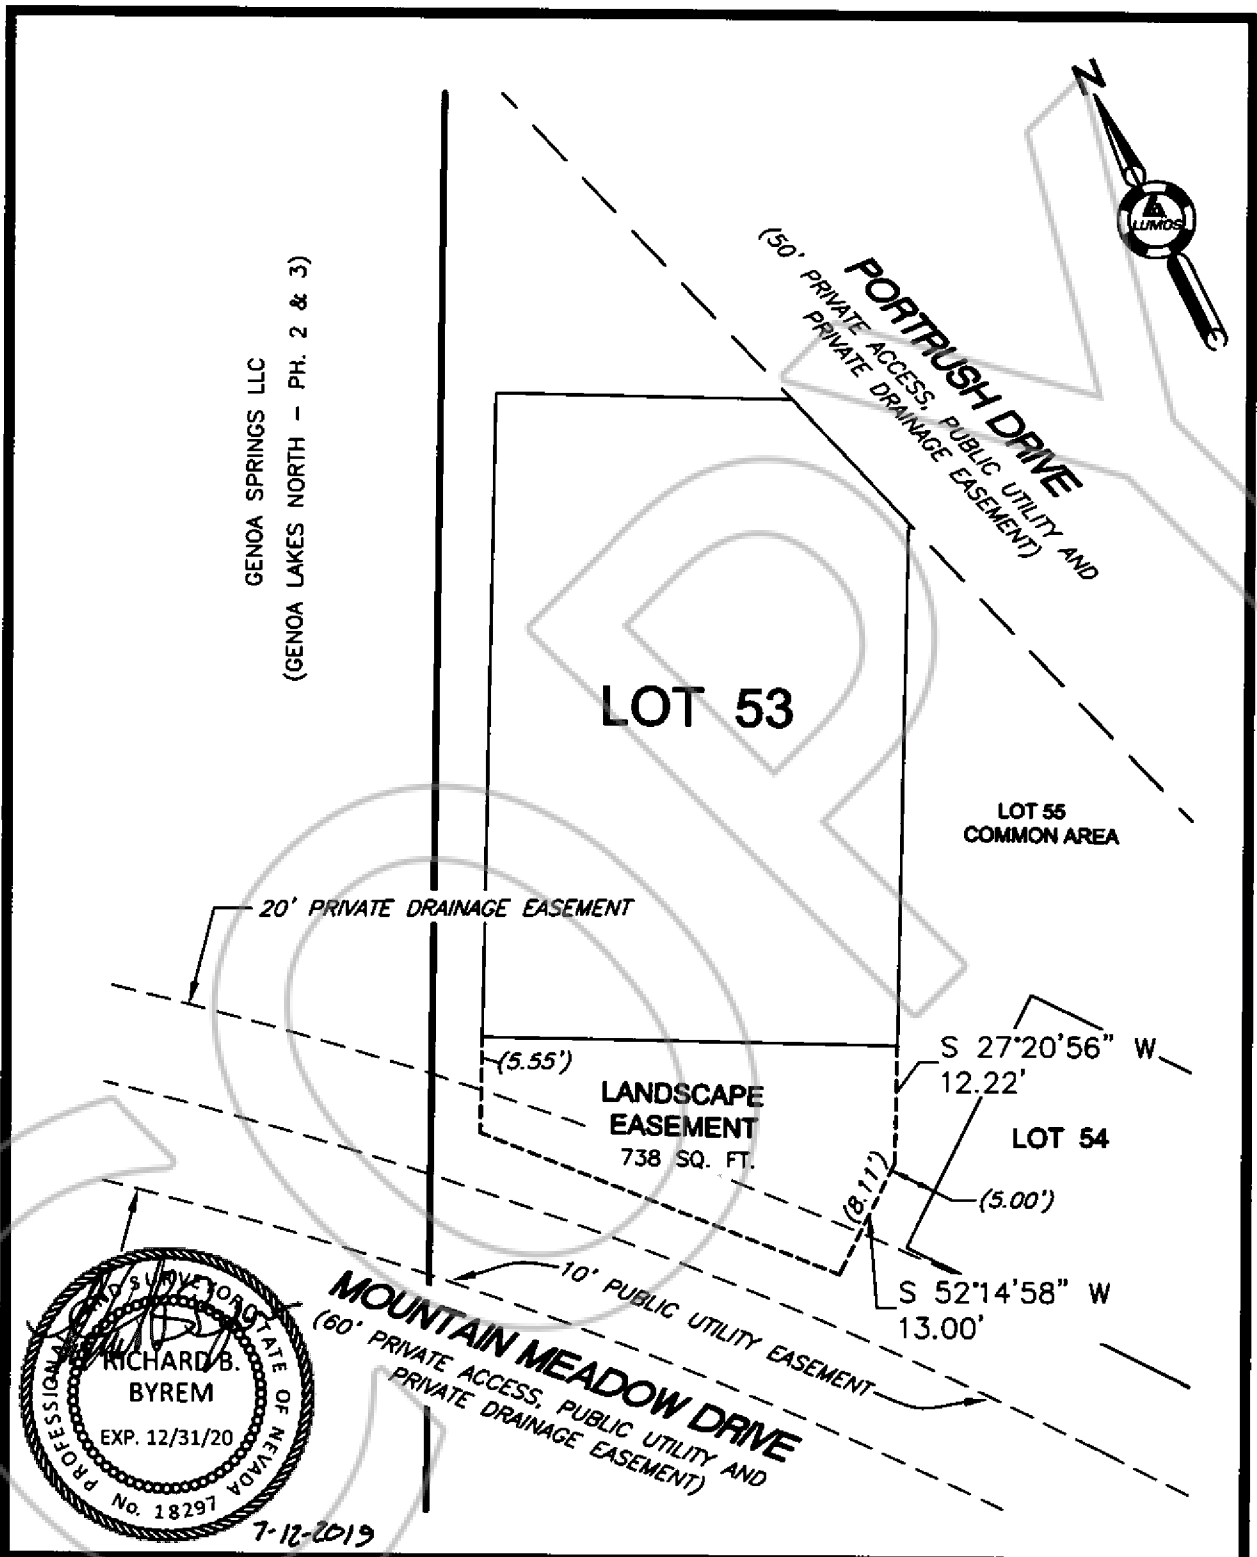 N
LUMOS
GENOA SPRINGS LLC
(GENOA LAKES NORTH - PH. 2 & 3)
PORTRUSH DRIVE
(50' PRIVATE ACCESS, PUBLIC UTILITY AND
PRIVATE DRAINAGE EASEMENT)
LOT 53
LOT 55
COMMON AREA
20' PRIVATE DRAINAGE EASEMENT
(5.55')
LANDSCAPE
EASEMENT
738 SQ. FT.
S 27°20'56" W
12.22'
LOT 54
(8.11')
(5.00')
S 52°14'58" W
13.00'
10' PUBLIC UTILITY EASEMENT
MOUNTAIN MEADOW DRIVE
(60' PRIVATE ACCESS, PUBLIC UTILITY AND
PRIVATE DRAINAGE EASEMENT)
PROFESSIONAL LAND SURVEYOR STATE OF NEVADA
RICHARD B.
BYREM
EXP. 12/31/20
No. 18297
7-12-2019
COPY